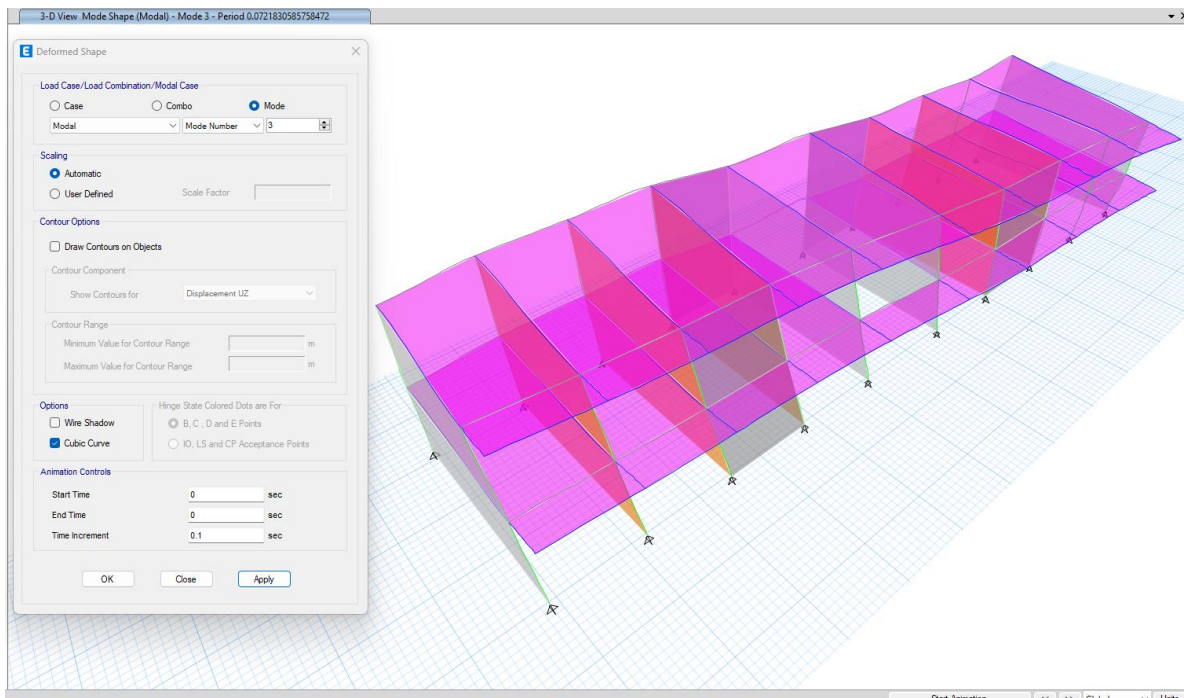 3-D View Mode Shape (Modal) - Mode 3 - Period 0.0721830585758472
E Deformed Shape
Load Case/Load Combination/Modal Case
Case Combo Mode
Modal Mode Number 3
Scaling
Automatic
User Defined Scale Factor
Contour Options
Draw Contours on Objects
Contour Component
Show Contours for Displacement UZ
Contour Range
Minimum Value for Contour Range m
Maximum Value for Contour Range m
Options Hinge State Colored Dots are For
Wire Shadow B, C , D and E Points
Cubic Curve IO, LS and CP Acceptance Points
Animation Controls
Start Time 0 sec
End Time 0 sec
Time Increment 0.1 sec
OK Close Apply
Start Animation << >> Global Units